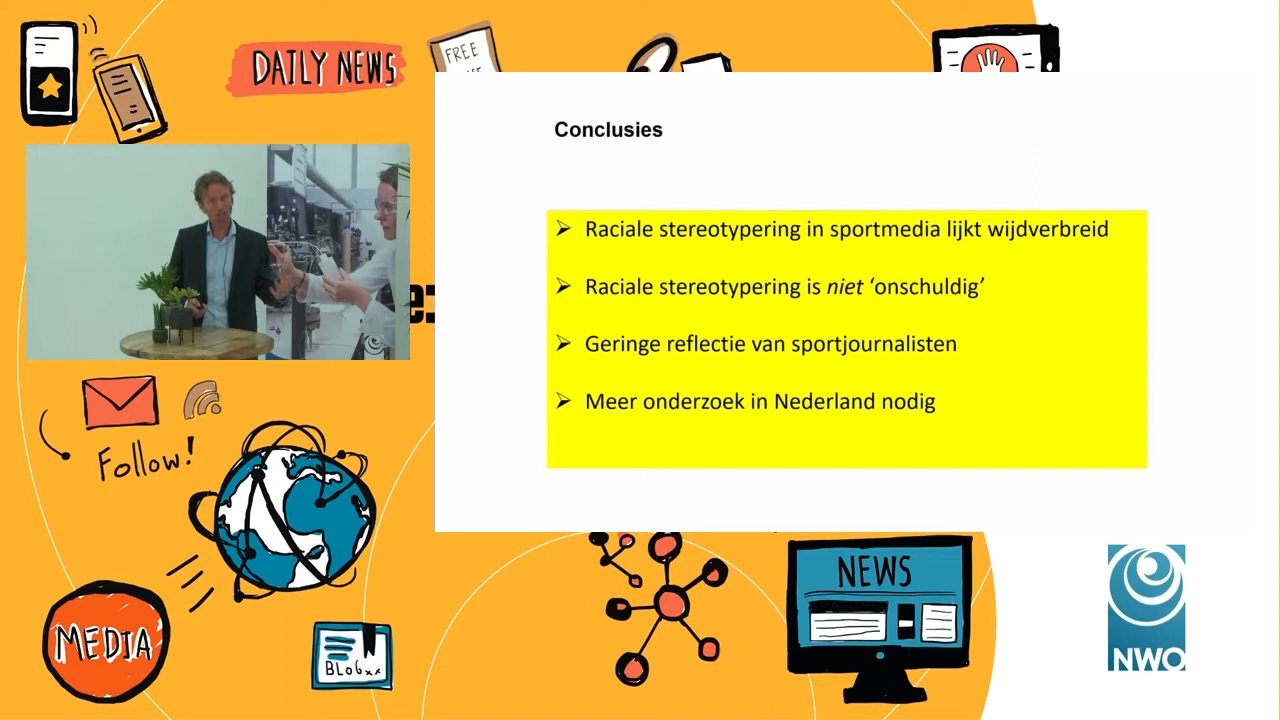 DAILY NEWS
FREE
Conclusies
➢ Raciale stereotypering in sportmedia lijkt wijdverbreid
➢ Raciale stereotypering is niet ‘onschuldig’
➢ Geringe reflectie van sportjournalisten
➢ Meer onderzoek in Nederland nodig
Follow!
MEDIA
BLOG
NEWS
NWO